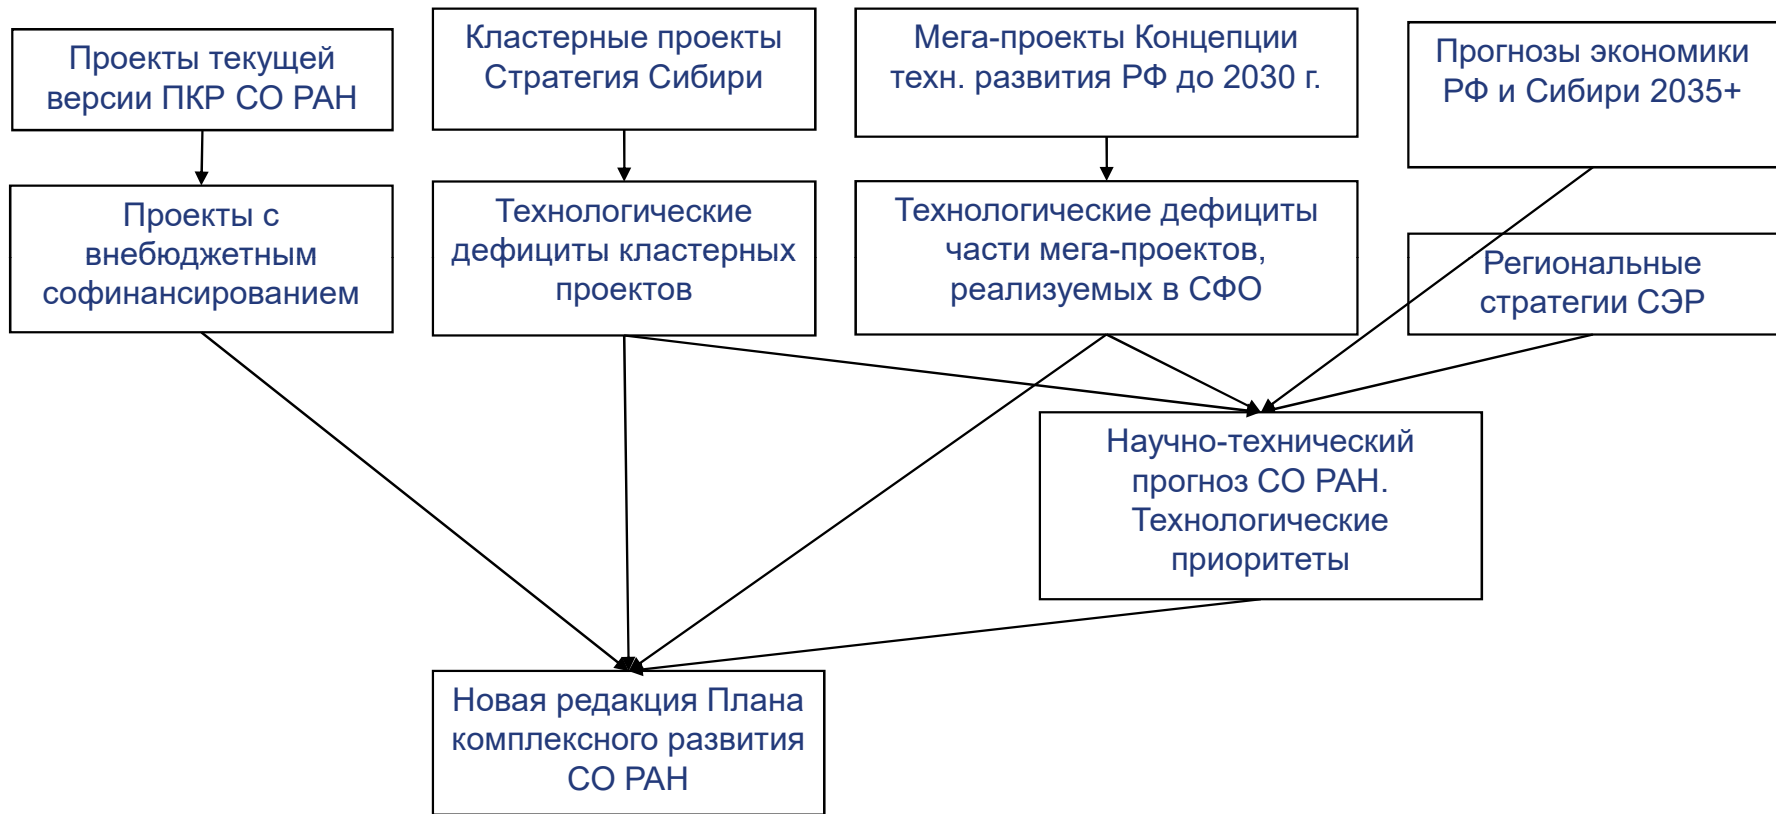 Проекты текущей
версии ПКР СО РАН
Кластерные проекты
Стратегия Сибири
Мега-проекты Концепции
техн. развития РФ до 2030 г.
Прогнозы экономики
РФ и Сибири 2035+
Проекты с
внебюджетным
софинансированием
Технологические
дефициты кластерных
проектов
Технологические дефициты
части мега-проектов,
реализуемых в СФО
Региональные
стратегии СЭР
Научно-технический
прогноз СО РАН.
Технологические
приоритеты
Новая редакция Плана
комплексного развития
СО РАН